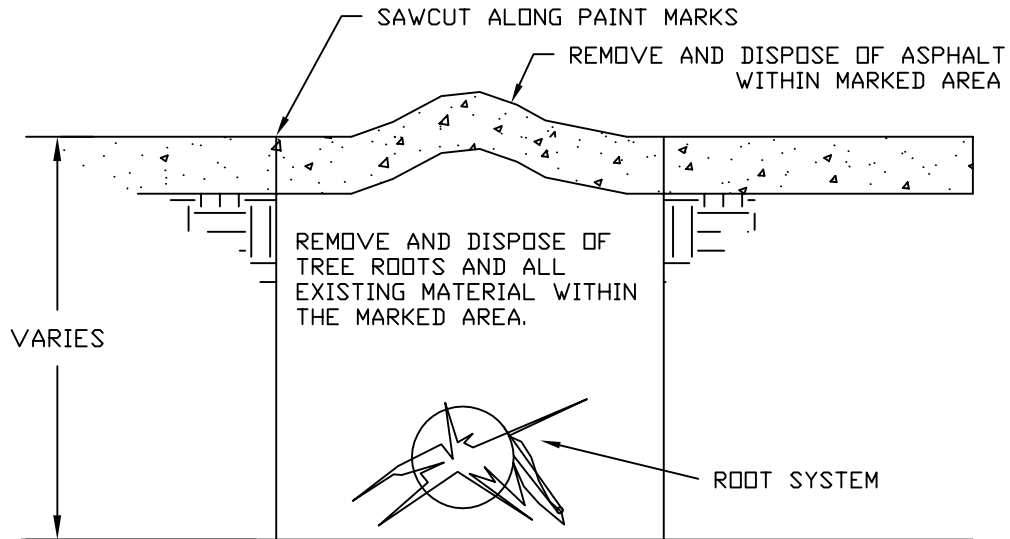 SAWCUT ALONG PAINT MARKS
REMOVE AND DISPOSE OF ASPHALT
WITHIN MARKED AREA
REMOVE AND DISPOSE OF
TREE ROOTS AND ALL
EXISTING MATERIAL WITHIN
THE MARKED AREA.
VARIES
ROOT SYSTEM